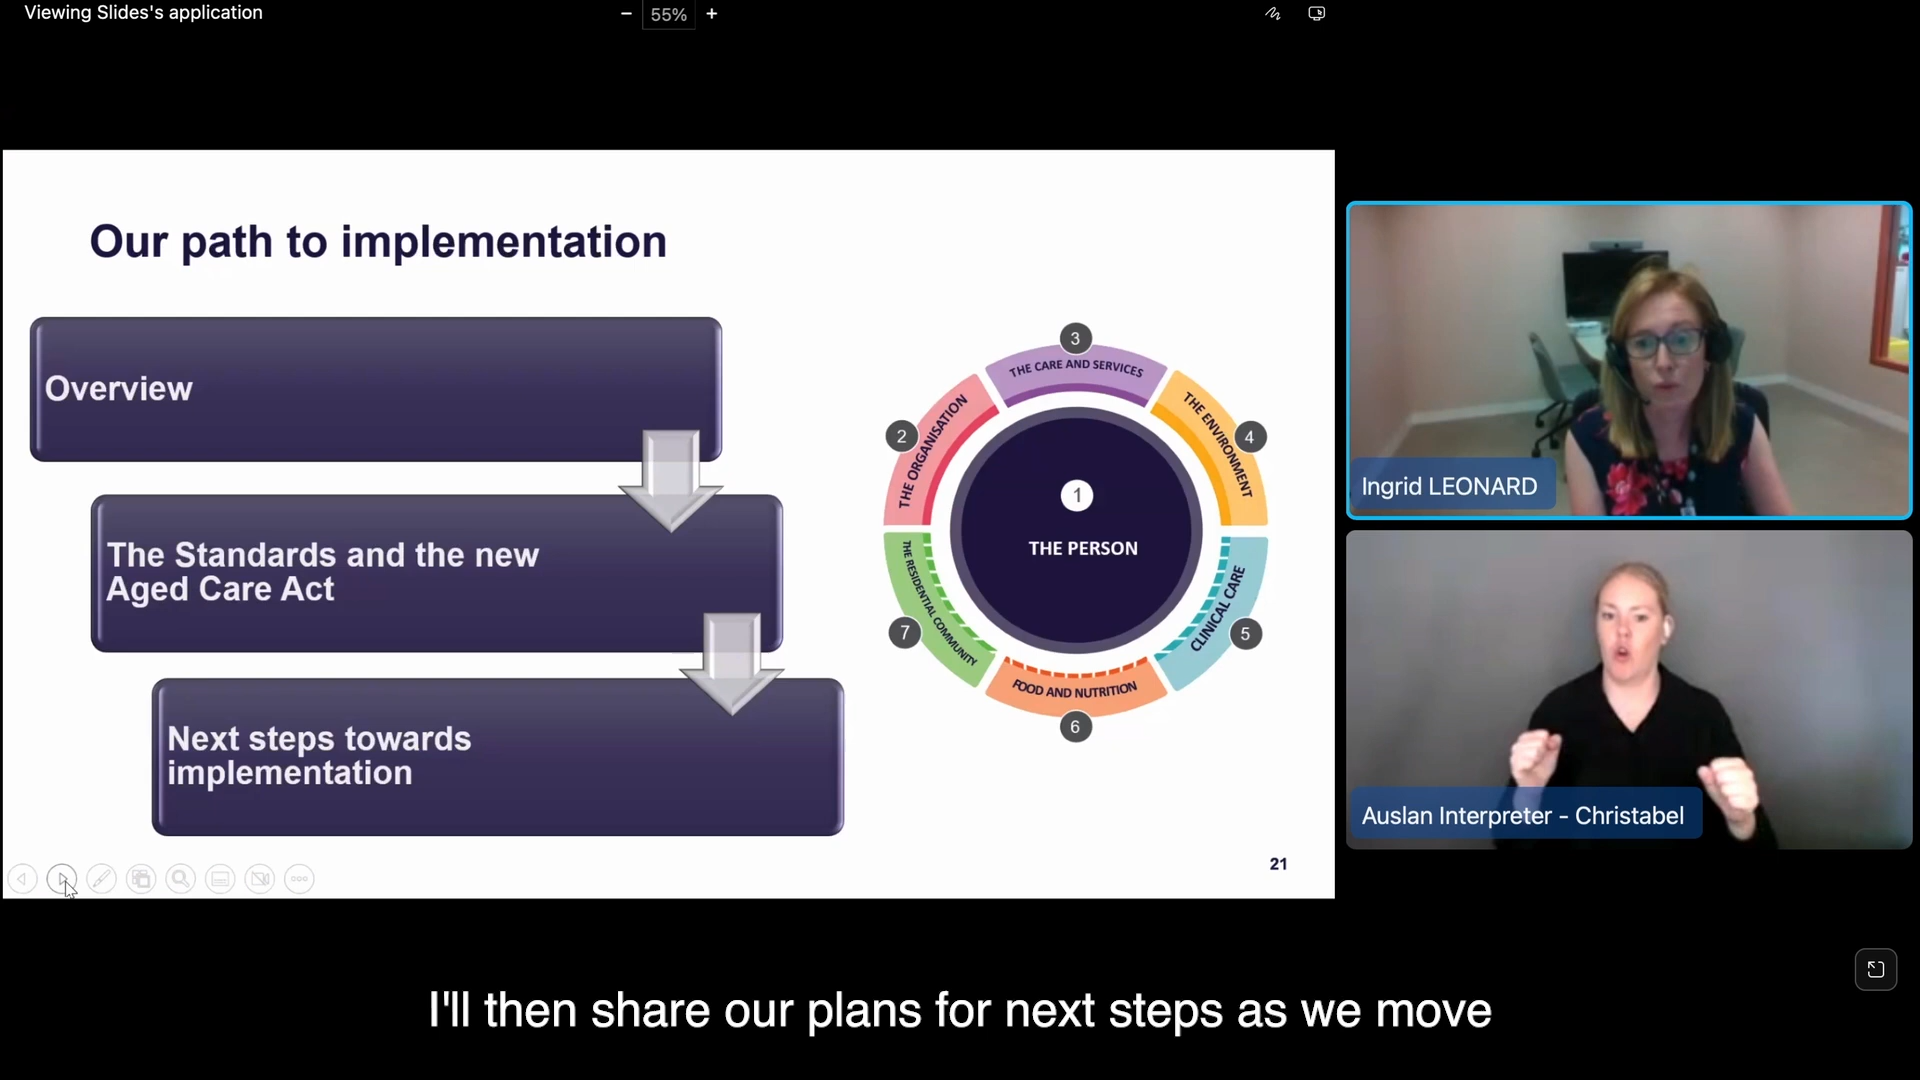 Viewing Slides's application
55%
Our path to implementation
Overview
The Standards and the new
Aged Care Act
Next steps towards
implementation
1
THE PERSON
2
THE ORGANISATION
3
THE CARE AND SERVICES
4
THE ENVIRONMENT
5
CLINICAL CARE
6
FOOD AND NUTRITION
7
THE RESIDENTIAL COMMUNITY
21
Ingrid LEONARD
Auslan Interpreter - Christabel
I'll then share our plans for next steps as we move